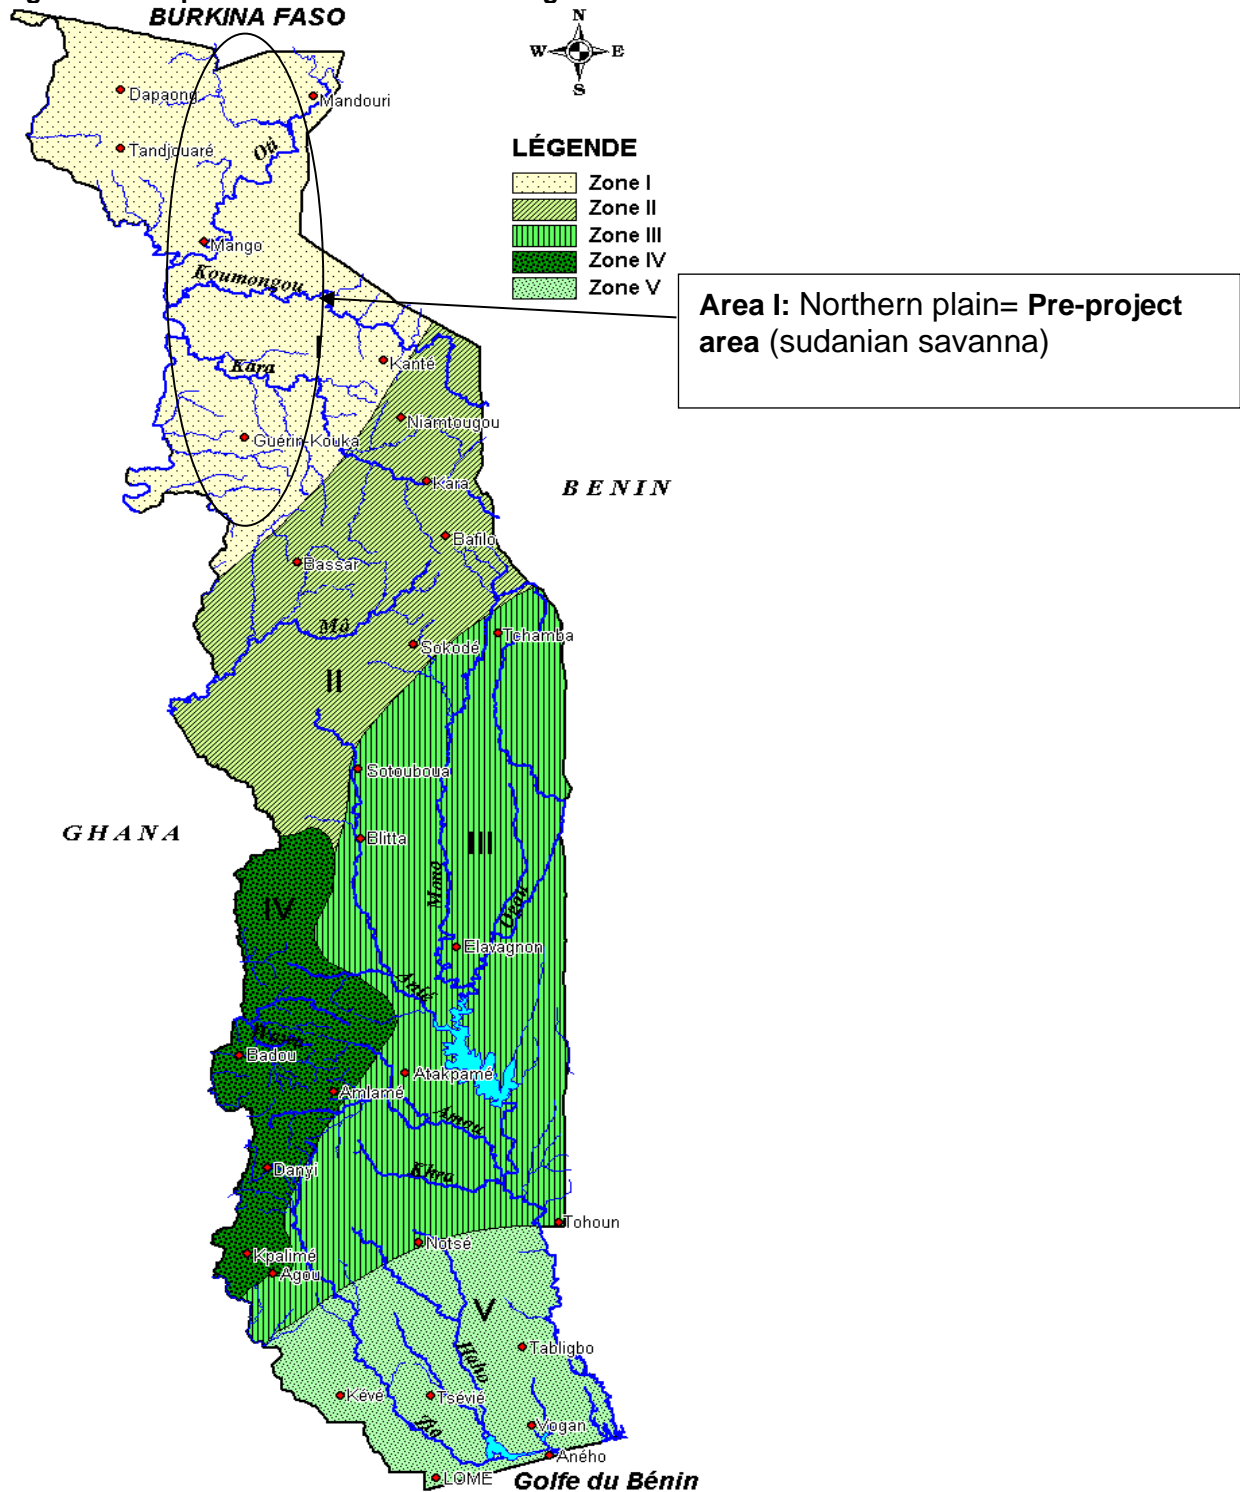 BURKINA FASO
N
W
E
S
Dapaong
Mandouri
Tandjouaré
Oti
LÉGENDE
Zone I
Zone II
Zone III
Zone IV
Zone V
Mango
Koumongou
Area I: Northern plain= Pre-project
area (sudanian savanna)
I
Kara
Kanté
Niamtougou
Guérin-Kouka
Kara
BENIN
Bafilo
Bassar
Mô
Tchamba
Sokodé
II
Sotouboua
GHANA
Blitta
III
Mono
Ogou
IV
Elavagnon
Anié
Badou
Atakpamé
Amlamé
Amou
Khra
Danyi
Tohoun
Notsé
Kpalimé
Agou
V
Haho
Tabligbo
Kévé
Tsévié
Zio
Vogan
Aného
LOME
Golfe du Bénin